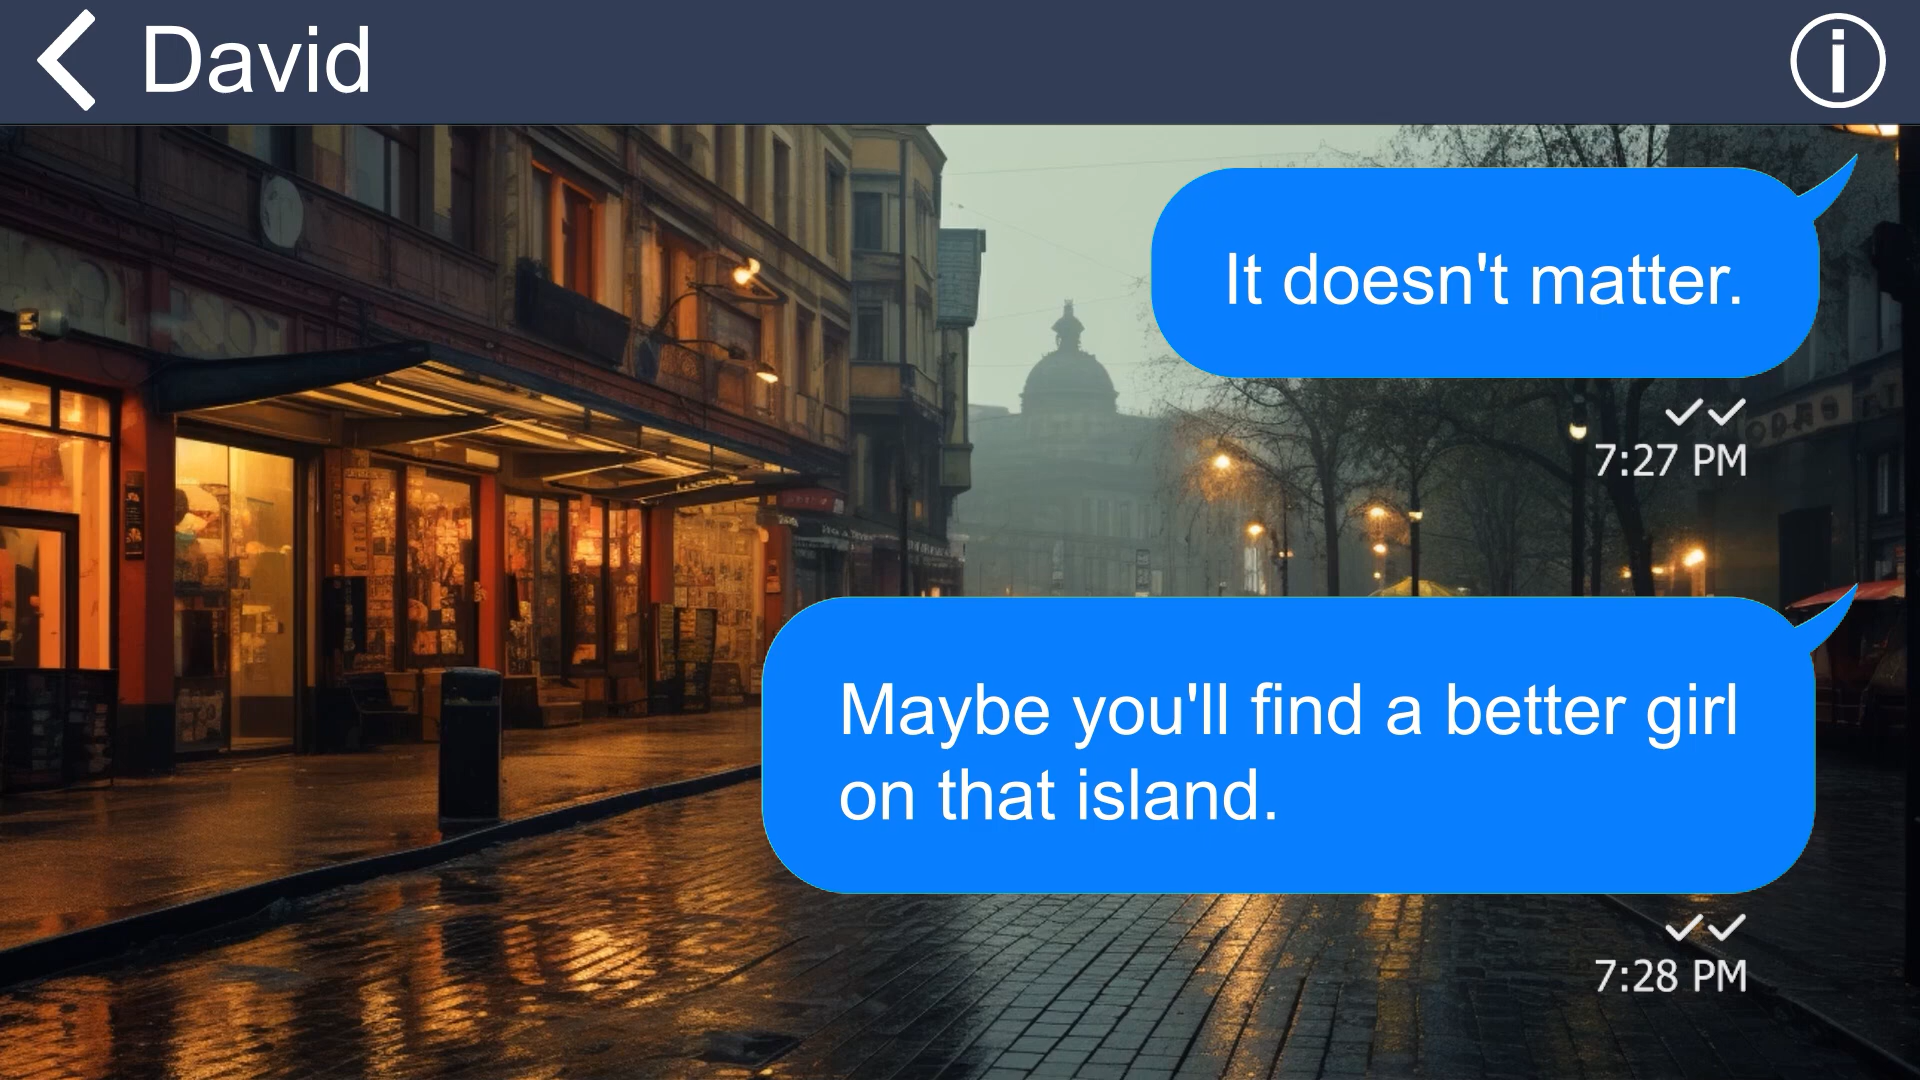 David
It doesn't matter.
7:27 PM
Maybe you'll find a better girl
on that island.
7:28 PM